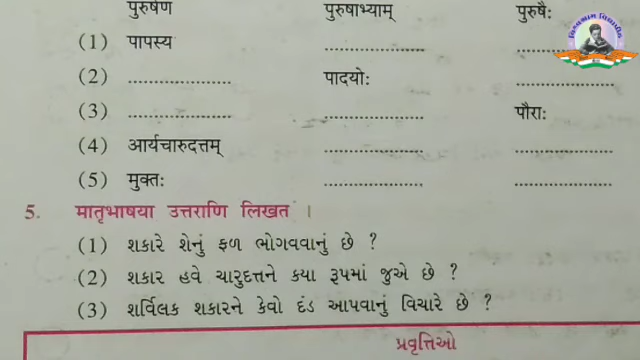 पुरुषेण पुरुषाभ्याम् पुरुषैः
(1) पापस्य ........................ ........................
(2) ........................ पादयोः ........................
(3) ........................ ........................ पौराः
(4) आर्यचारुदत्तम् ........................ ........................
(5) मुक्तः ........................ ........................
5. मातृभाषया उत्तराणि लिखत ।
(1) શકારે શેનું ફળ ભોગવવાનું છે ?
(2) શકાર હવે ચારુદત્તને કયા રૂપમાં જુએ છે ?
(3) શર્વિલક શકારને કેવો દંડ આપવાનું વિચારે છે ?
પ્રવૃત્તિઓ